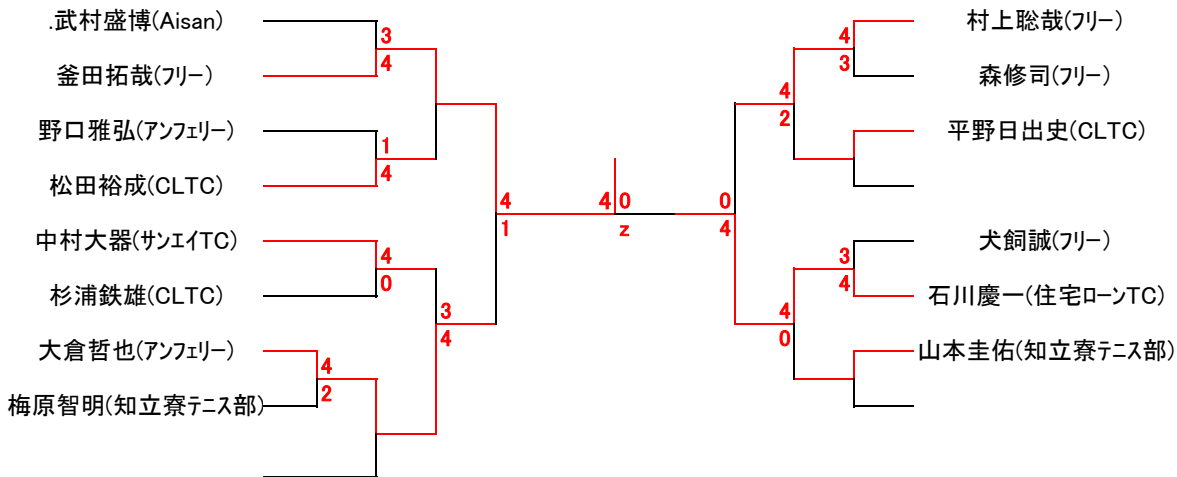 .武村盛博(Aisan)
3
4
釜田拓哉(フリー)
野口雅弘(アンフェリー)
1
4
松田裕成(CLTC)
4
1
中村大器(サンエイTC)
4
0
杉浦鉄雄(CLTC)
3
4
大倉哲也(アンフェリー)
4
2
梅原智明(知立寮テニス部)
4 0
z
村上聡哉(フリー)
4
3
森修司(フリー)
4
2
平野日出史(CLTC)
0
4
犬飼誠(フリー)
3
4
石川慶一(住宅ローンTC)
4
0
山本圭佑(知立寮テニス部)